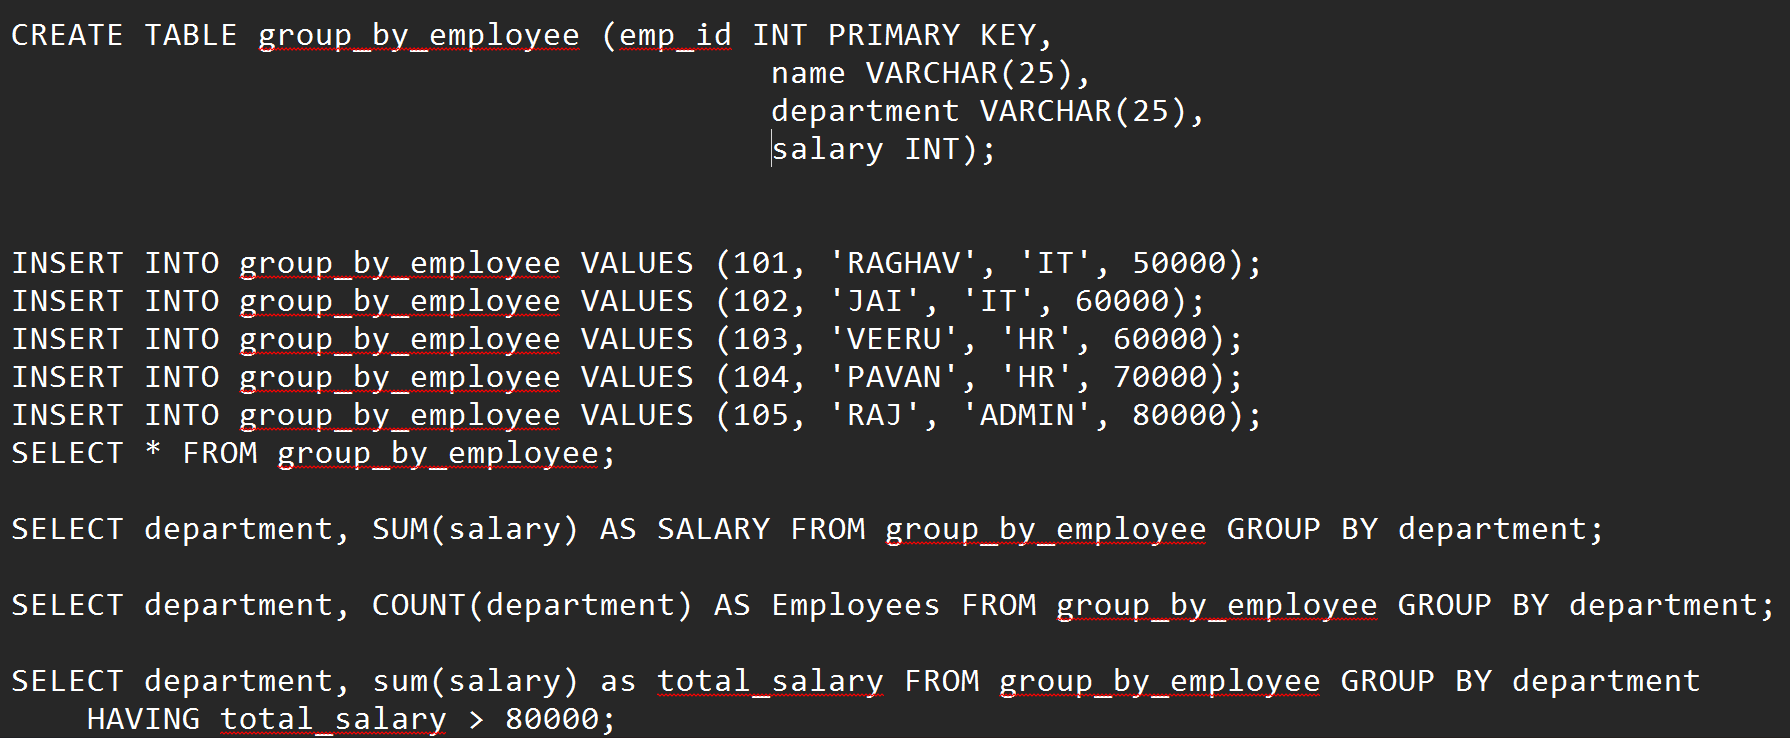 CREATE TABLE group_by_employee (emp_id INT PRIMARY KEY,
name VARCHAR(25),
department VARCHAR(25),
salary INT);
INSERT INTO group_by_employee VALUES (101, 'RAGHAV', 'IT', 50000);
INSERT INTO group_by_employee VALUES (102, 'JAI', 'IT', 60000);
INSERT INTO group_by_employee VALUES (103, 'VEERU', 'HR', 60000);
INSERT INTO group_by_employee VALUES (104, 'PAVAN', 'HR', 70000);
INSERT INTO group_by_employee VALUES (105, 'RAJ', 'ADMIN', 80000);
SELECT * FROM group_by_employee;
SELECT department, SUM(salary) AS SALARY FROM group_by_employee GROUP BY department;
SELECT department, COUNT(department) AS Employees FROM group_by_employee GROUP BY department;
SELECT department, sum(salary) as total_salary FROM group_by_employee GROUP BY department
HAVING total_salary > 80000;